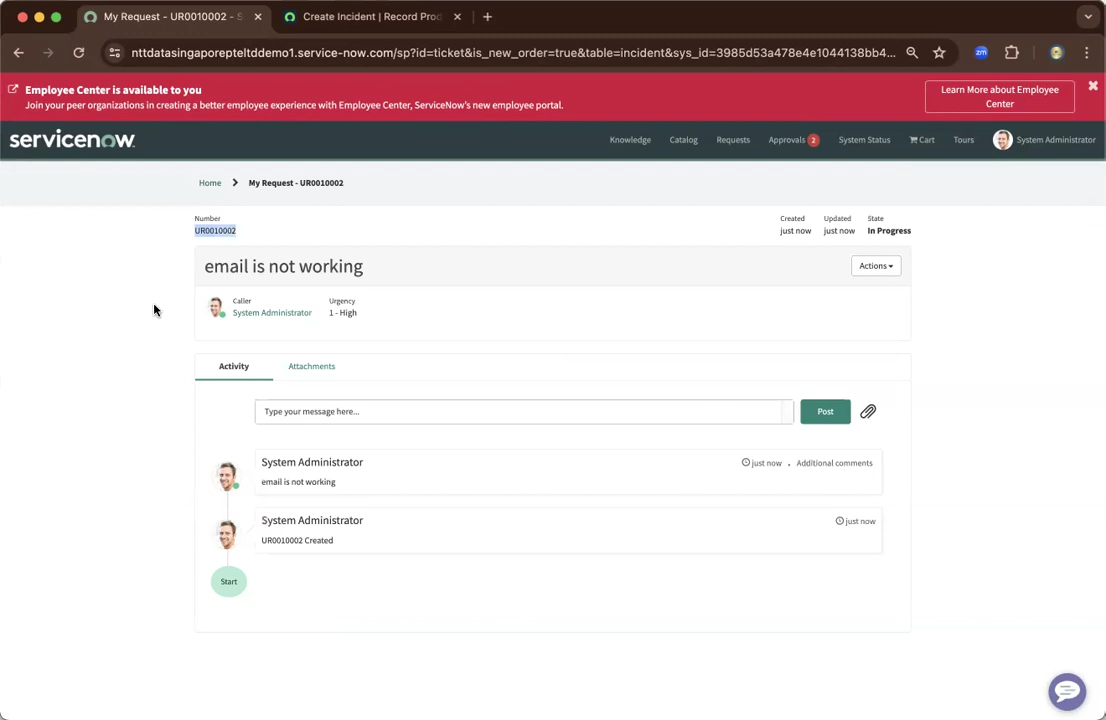 My Request - UR0010002 - S
Create Incident | Record Prod
nttdatasingaporepteltddemo1.service-now.com/sp?id=ticket&is_new_order=true&table=incident&sys_id=3985d53a478e4e1044138bb4...
zm
Employee Center is available to you
Join your peer organizations in creating a better employee experience with Employee Center, ServiceNow's new employee portal.
Learn More about Employee
Center
servicenow
Knowledge Catalog Requests Approvals 2 System Status Cart Tours System Administrator
Home My Request - UR0010002
Number Created Updated State
UR0010002 just now just now In Progress
email is not working Actions
Caller Urgency
System Administrator 1 - High
Activity Attachments
Type your message here... Post
System Administrator just now . Additional comments
email is not working
System Administrator just now
UR0010002 Created
Start